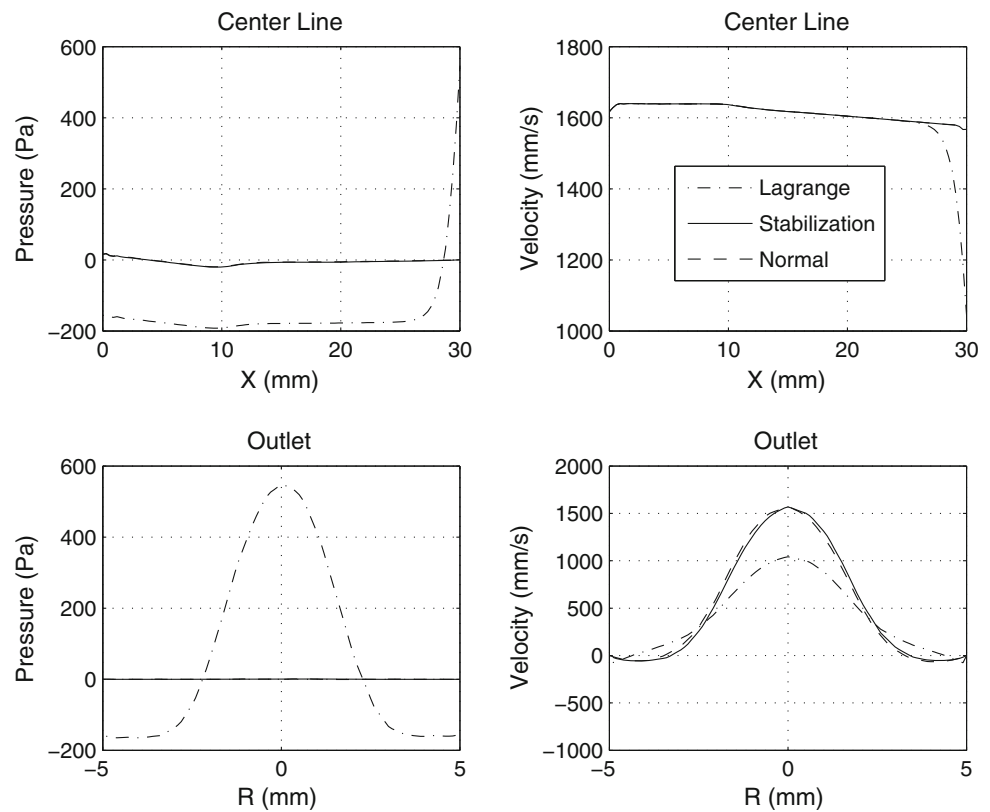 Center Line
600
400
200
0
−200
Pressure (Pa)
0
10
20
30
X (mm)
Center Line
1800
1600
1400
1200
1000
Velocity (mm/s)
Lagrange
Stabilization
Normal
0
10
20
30
X (mm)
Outlet
600
400
200
0
−200
Pressure (Pa)
−5
0
5
R (mm)
Outlet
2000
1500
1000
500
0
−500
−1000
Velocity (mm/s)
−5
0
5
R (mm)